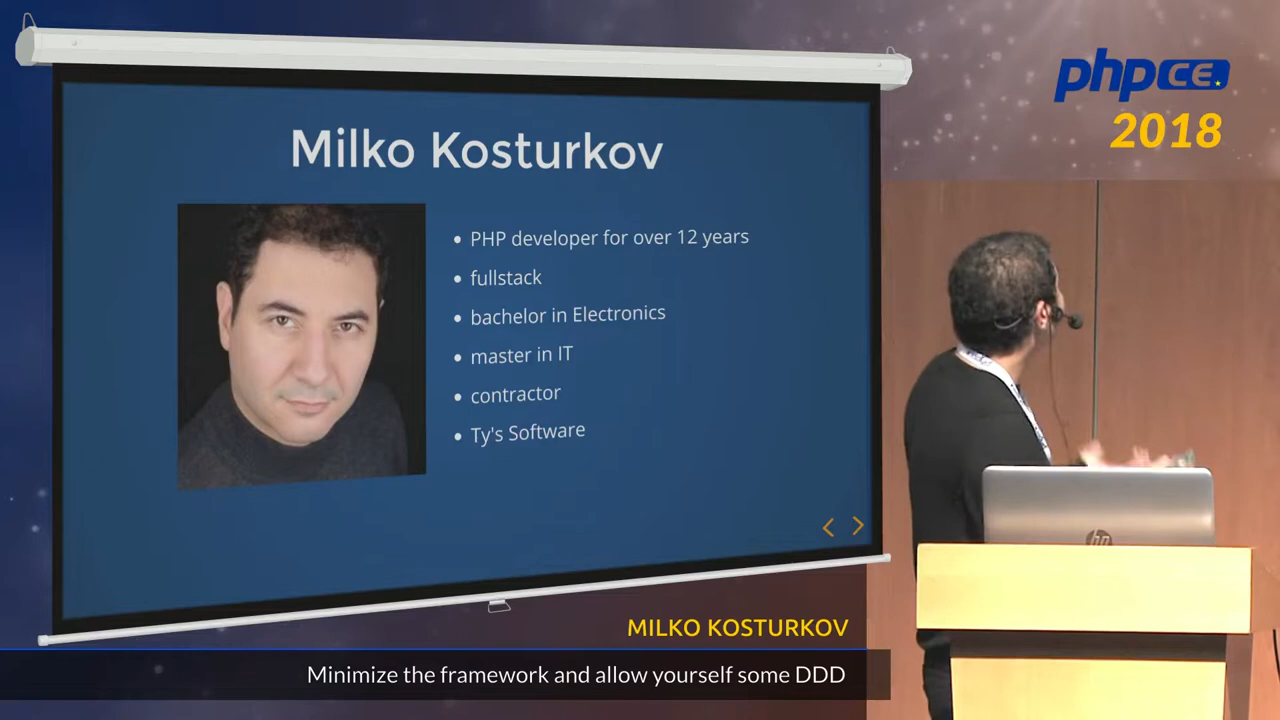 phpCE.
2018
Milko Kosturkov
PHP developer for over 12 years
fullstack
bachelor in Electronics
master in IT
contractor
Ty's Software
hp
MILKO KOSTURKOV
Minimize the framework and allow yourself some DDD